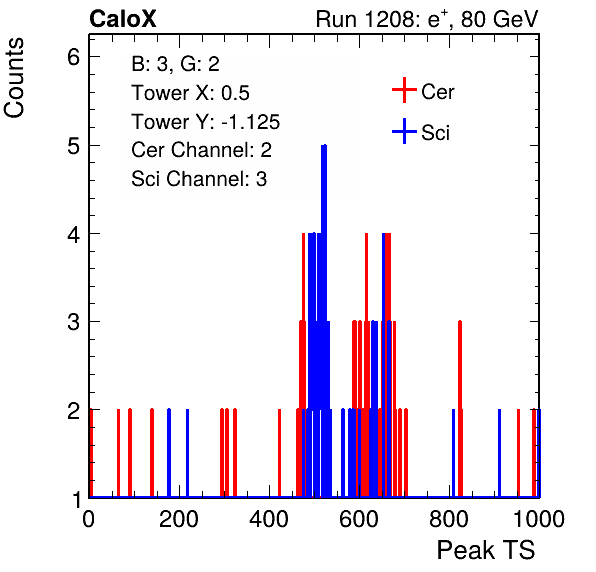 CaloX Run 1208: e⁺, 80 GeV
Counts
B: 3, G: 2
Tower X: 0.5
Tower Y: -1.125
Cer Channel: 2
Sci Channel: 3
Cer
Sci
6
5
4
3
2
1
0 200 400 600 800 1000
Peak TS